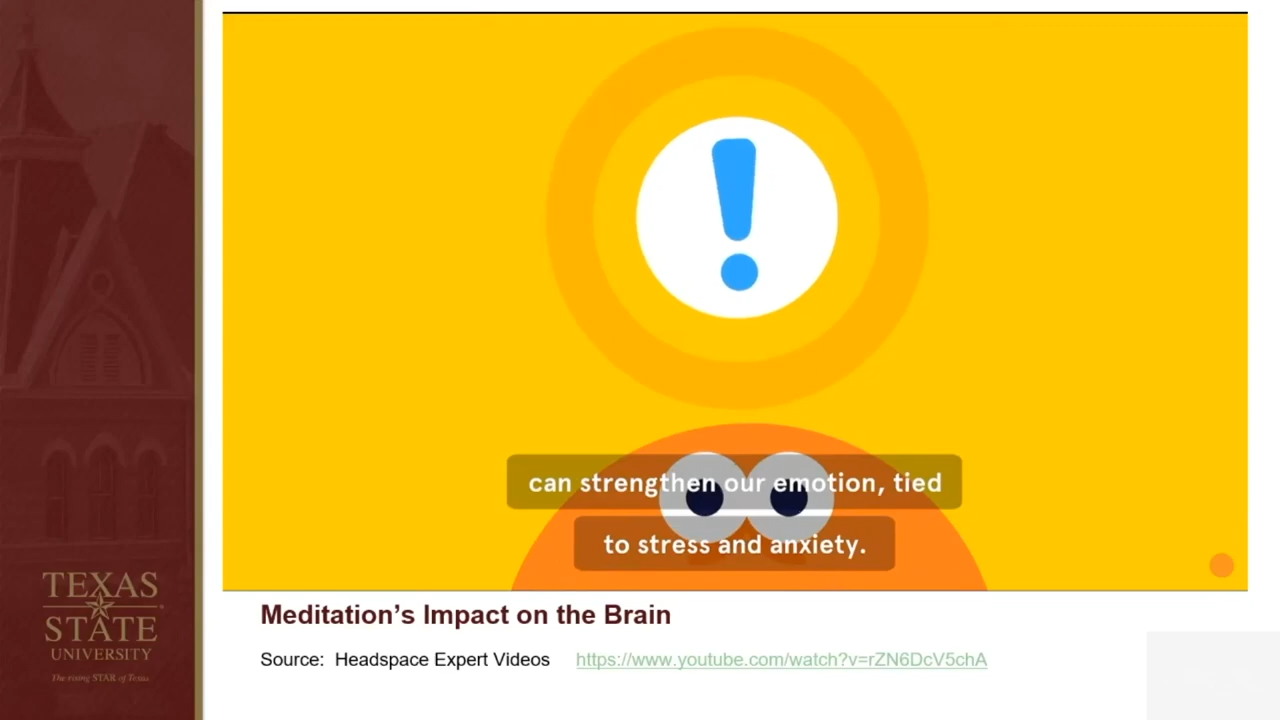 !
can strengthen our emotion, tied
to stress and anxiety.
Meditation’s Impact on the Brain
Source: Headspace Expert Videos https://www.youtube.com/watch?v=rZN6DcV5chA
TEXAS
STATE
UNIVERSITY
The rising STAR of Texas